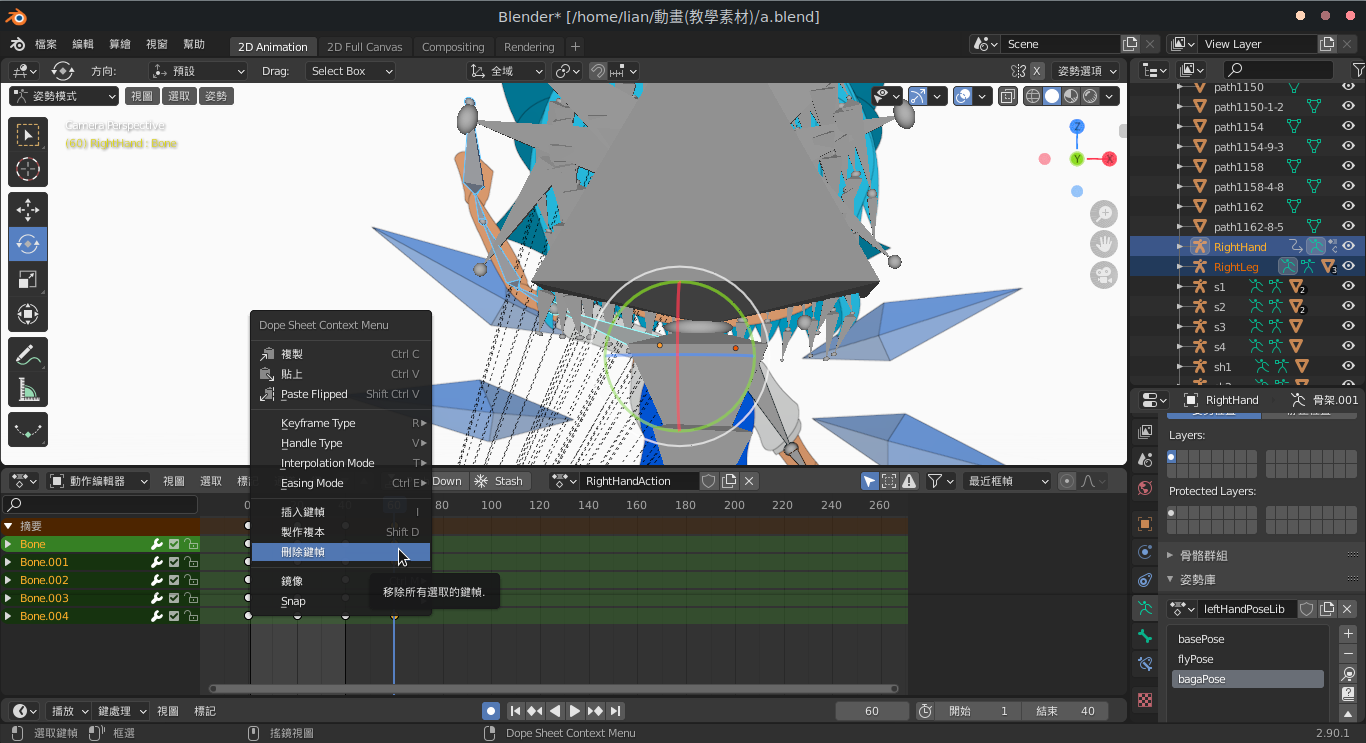 Blender* [/home/lian/動畫(教學素材)/a.blend]
檔案 編輯 算繪 視窗 幫助 2D Animation 2D Full Canvas Compositing Rendering + Scene View Layer
方向: 預設 Drag: Select Box 全域 X 姿勢選項
姿勢模式 視圖 選取 姿勢
Camera Perspective
(60) RightHand : Bone
Z
Y
X
path1150
path1150-1-2
path1154
path1154-9-3
path1158
path1158-4-8
path1162
path1162-8-5
RightHand
RightLeg 3
s1 2
s2 2
s3
s4
sh1
RightHand 骨架.001
Layers:
Protected Layers:
骨骼群組
姿勢庫
leftHandPoseLib
basePose
flyPose
bagaPose
Dope Sheet Context Menu
複製 Ctrl C
貼上 Ctrl V
Paste Flipped Shift Ctrl V
Keyframe Type R
Handle Type V
Interpolation Mode T
Easing Mode Ctrl E
插入鍵幀 I
製作複本 Shift D
刪除鍵幀
鏡像
Snap
移除所有選取的鍵幀.
動作編輯器 視圖 選取 Down Stash RightHandAction 最近框幀
80 100 120 140 160 180 200 220 240 260
摘要
Bone
Bone.001
Bone.002
Bone.003
Bone.004
播放 鍵處理 視圖 標記 60 開始 1 結束 40
選取鍵幀 框選 搖鏡視圖 Dope Sheet Context Menu 2.90.1